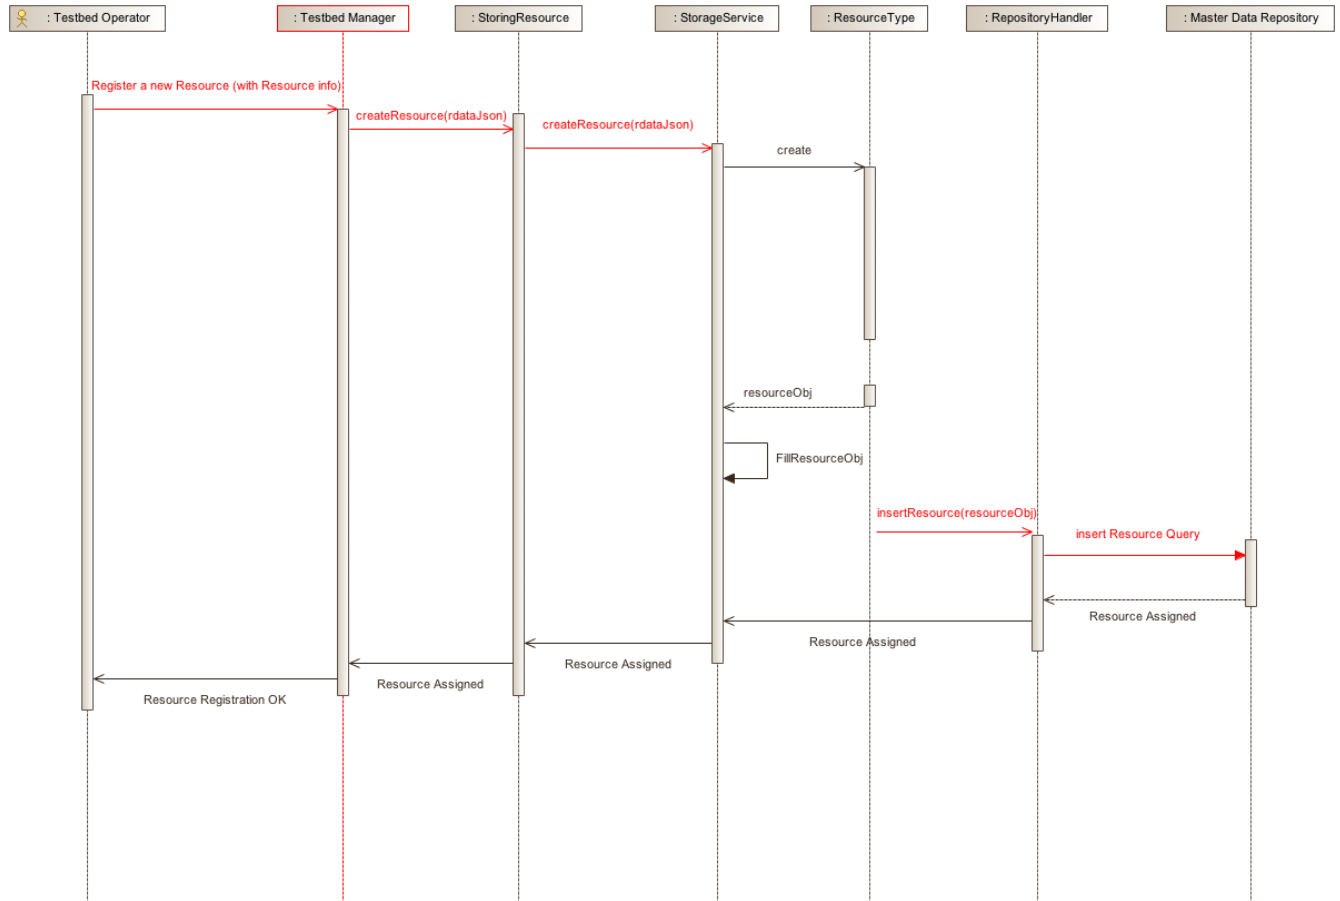 : Testbed Operator
: Testbed Manager
: StoringResource
: StorageService
: ResourceType
: RepositoryHandler
: Master Data Repository
Register a new Resource (with Resource info)
createResource(rdataJson)
createResource(rdataJson)
create
resourceObj
FillResourceObj
insertResource(resourceObj)
insert Resource Query
Resource Assigned
Resource Assigned
Resource Assigned
Resource Assigned
Resource Registration OK